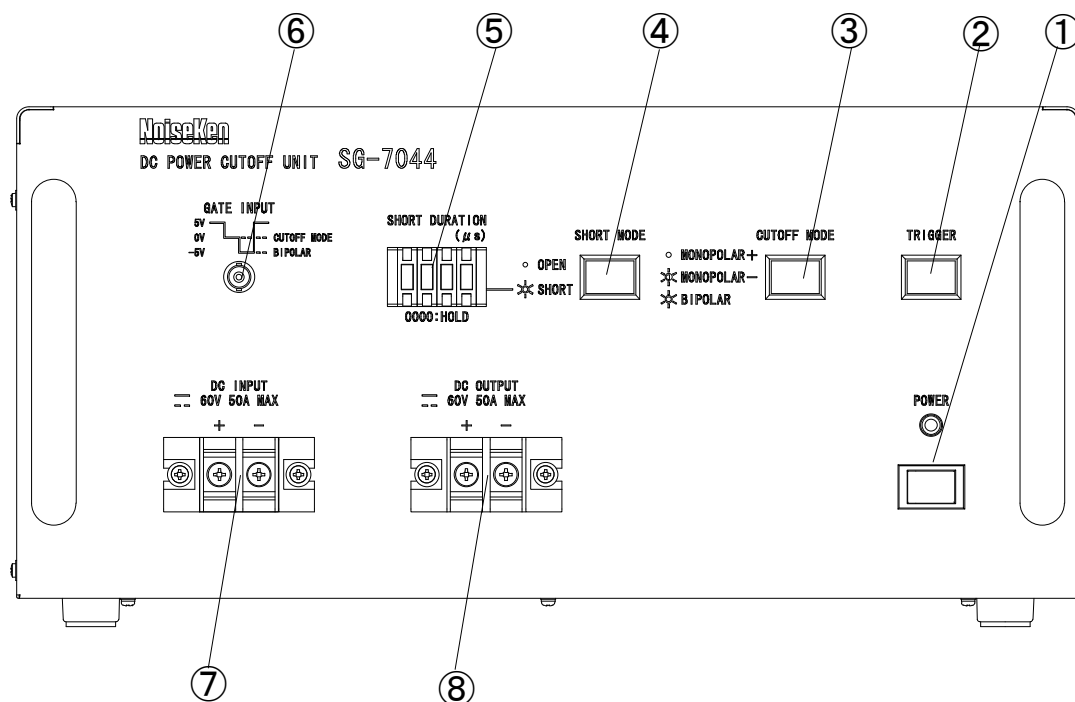 ⑥ ⑤ ④ ③ ② ①
NoiseKen
DC POWER CUTOFF UNIT SG-7044
GATE INPUT
5V
0V CUTOFF MODE
-5V BIPOLAR
SHORT DURATION
(μs)
0000:HOLD
SHORT MODE
OPEN
SHORT
CUTOFF MODE
MONOPOLAR+
MONOPOLAR-
BIPOLAR
TRIGGER
DC INPUT
60V 50A MAX
+ -
DC OUTPUT
60V 50A MAX
+ -
POWER
⑦ ⑧